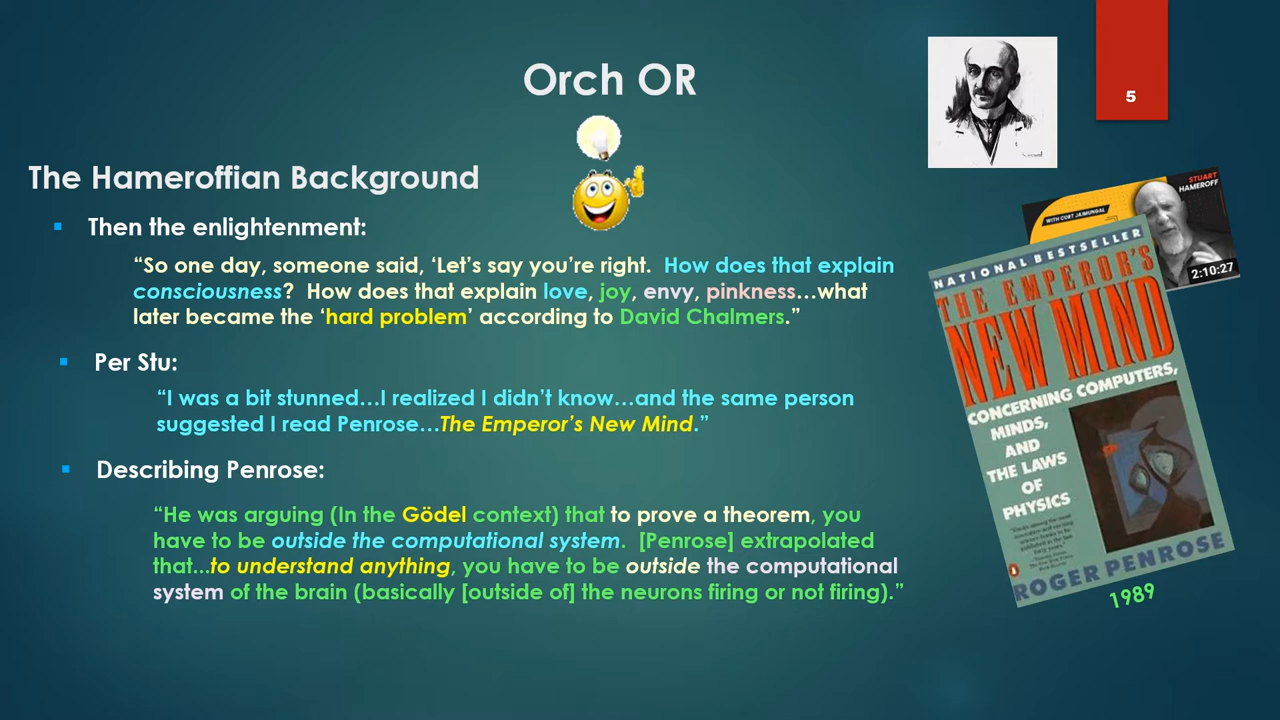 Orch OR
5
The Hameroffian Background
Then the enlightenment:
“So one day, someone said, ‘Let’s say you’re right.  How does that explain
consciousness?  How does that explain love, joy, envy, pinkness…what
later became the ‘hard problem’ according to David Chalmers.”
Per Stu:
“I was a bit stunned…I realized I didn’t know…and the same person
suggested I read Penrose…The Emperor’s New Mind.”
Describing Penrose:
“He was arguing (In the Gödel context) that to prove a theorem, you
have to be outside the computational system.  [Penrose] extrapolated
that...to understand anything, you have to be outside the computational
system of the brain (basically [outside of] the neurons firing or not firing).”
STUART
HAMEROFF
WITH CURT JAIMUNGAL
2:10:27
NATIONAL BESTSELLER
THE EMPEROR'S
NEW MIND
CONCERNING COMPUTERS,
MINDS,
AND
THE LAWS
OF
PHYSICS
ROGER PENROSE
1989